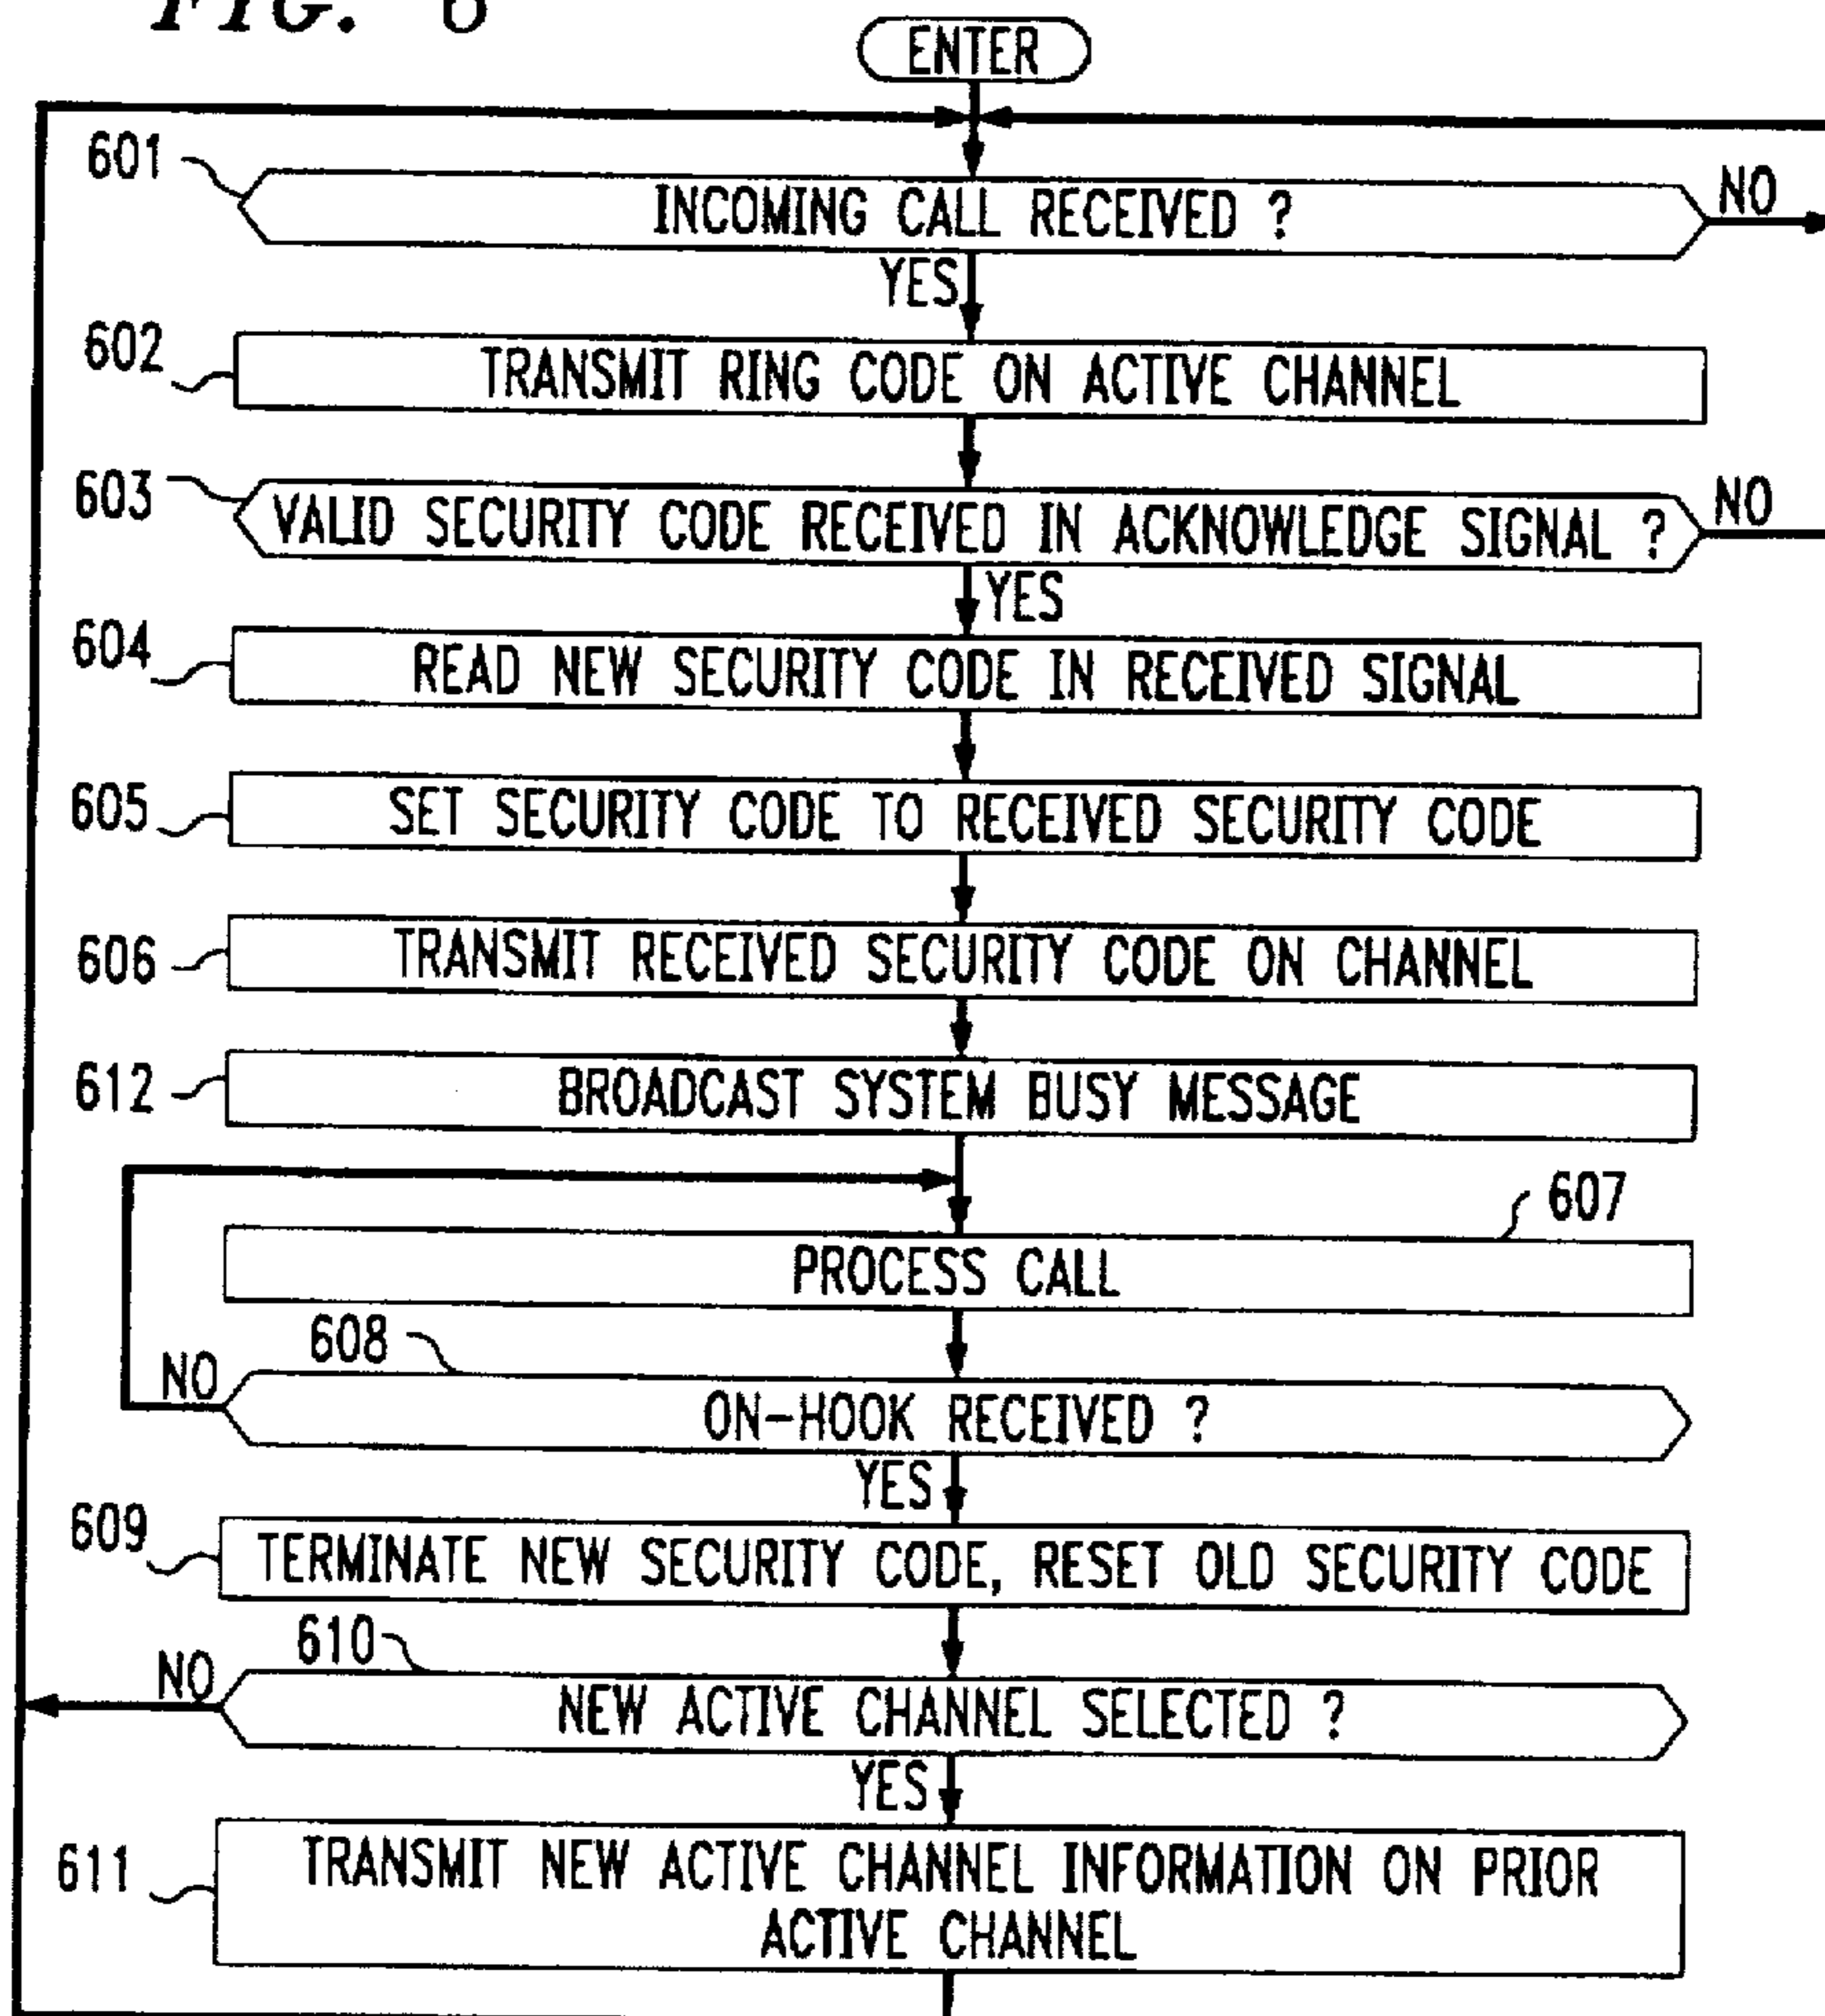 FIG. 6
ENTER
601
INCOMING CALL RECEIVED ?
NO
YES
602
TRANSMIT RING CODE ON ACTIVE CHANNEL
603
VALID SECURITY CODE RECEIVED IN ACKNOWLEDGE SIGNAL ?
NO
YES
604
READ NEW SECURITY CODE IN RECEIVED SIGNAL
605
SET SECURITY CODE TO RECEIVED SECURITY CODE
606
TRANSMIT RECEIVED SECURITY CODE ON CHANNEL
612
BROADCAST SYSTEM BUSY MESSAGE
607
PROCESS CALL
608
NO
ON-HOOK RECEIVED ?
YES
609
TERMINATE NEW SECURITY CODE, RESET OLD SECURITY CODE
610
NO
NEW ACTIVE CHANNEL SELECTED ?
YES
611
TRANSMIT NEW ACTIVE CHANNEL INFORMATION ON PRIOR
ACTIVE CHANNEL